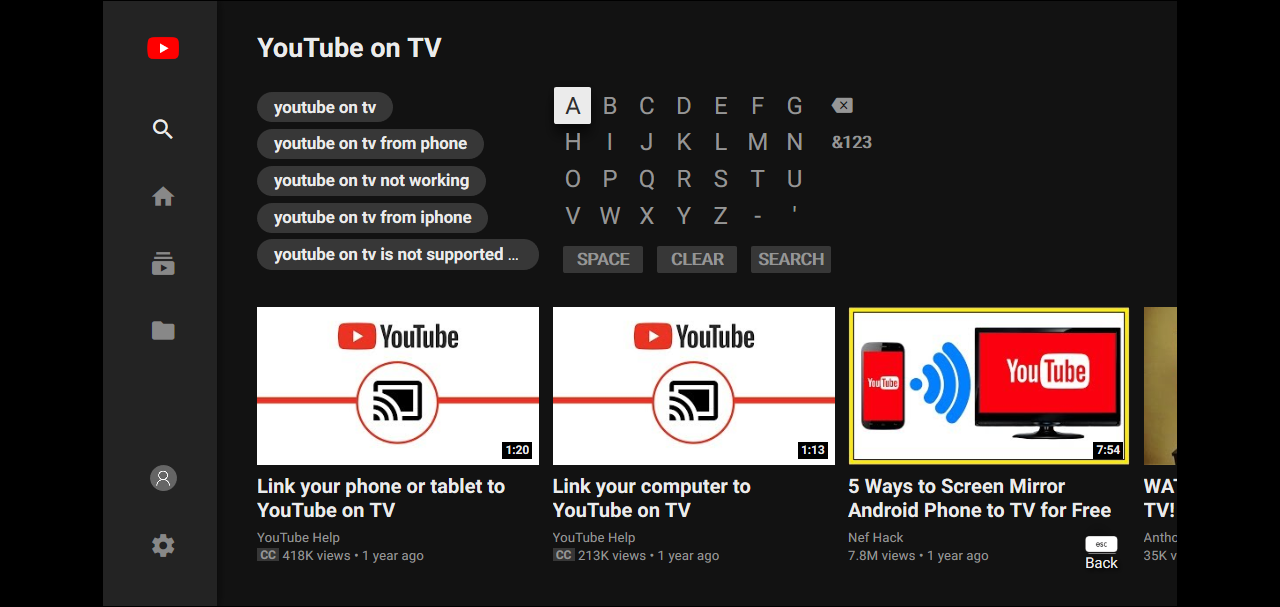 YouTube on TV
youtube on tv
youtube on tv from phone
youtube on tv not working
youtube on tv from iphone
youtube on tv is not supported ...
A B C D E F G
H I J K L M N &123
O P Q R S T U
V W X Y Z - '
SPACE CLEAR SEARCH
YouTube
1:20
Link your phone or tablet to
YouTube on TV
YouTube Help
CC 418K views • 1 year ago
YouTube
1:13
Link your computer to
YouTube on TV
YouTube Help
CC 213K views • 1 year ago
YouTube
YouTube
7:54
5 Ways to Screen Mirror
Android Phone to TV for Free
Nef Hack
7.8M views • 1 year ago
TV!
35K
esc
Back